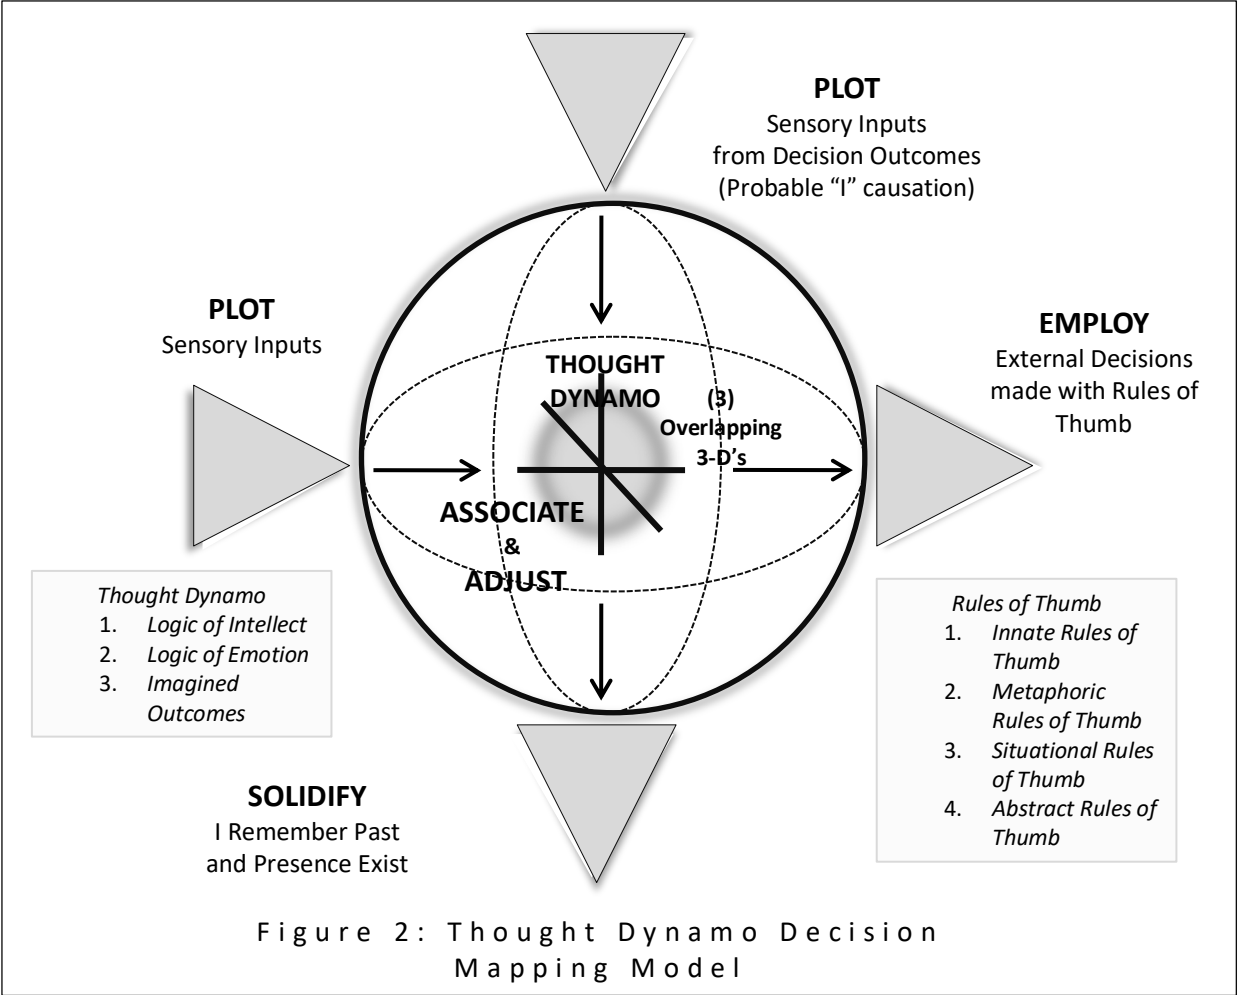 PLOT
Sensory Inputs
from Decision Outcomes
(Probable “I” causation)
PLOT
Sensory Inputs
EMPLOY
External Decisions
made with Rules of
Thumb
THOUGHT
DYNAMO
(3)
Overlapping
3-D’s
ASSOCIATE
&
ADJUST
Thought Dynamo
1. Logic of Intellect
2. Logic of Emotion
3. Imagined
Outcomes
Rules of Thumb
1. Innate Rules of
Thumb
2. Metaphoric
Rules of Thumb
3. Situational Rules
of Thumb
4. Abstract Rules of
Thumb
SOLIDIFY
I Remember Past
and Presence Exist
Figure 2: Thought Dynamo Decision
Mapping Model